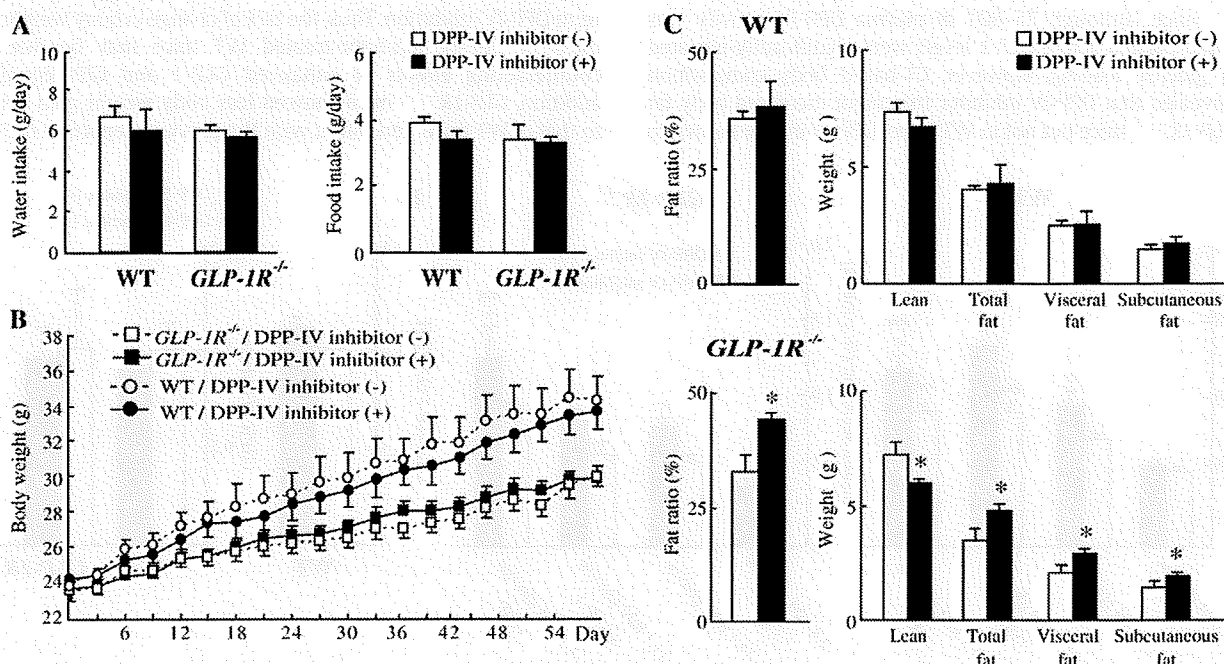 A
DPP-IV inhibitor (-)
DPP-IV inhibitor (+)
Water intake (g/day)
10
8
6
4
2
0
WT
GLP-1R-/-
Food intake (g/day)
6
4
2
0
WT
GLP-1R-/-
B
GLP-1R-/- / DPP-IV inhibitor (-)
GLP-1R-/- / DPP-IV inhibitor (+)
WT / DPP-IV inhibitor (-)
WT / DPP-IV inhibitor (+)
Body weight (g)
38
36
34
32
30
28
26
24
22
6 12 18 24 30 36 42 48 54 Day
C
WT
DPP-IV inhibitor (-)
DPP-IV inhibitor (+)
Fat ratio (%)
50
25
0
Weight (g)
10
5
0
Lean
Total fat
Visceral fat
Subcutaneous fat
GLP-1R-/-
Fat ratio (%)
50
25
0
*
Weight (g)
10
5
0
* * * *
Lean
Total fat
Visceral fat
Subcutaneous fat